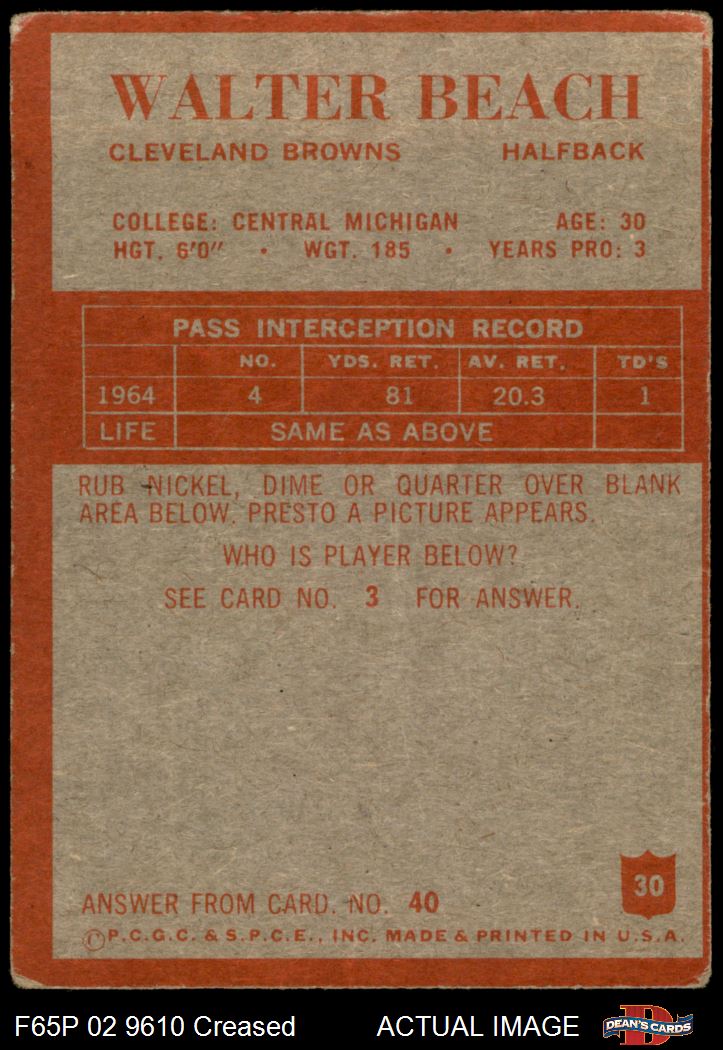 WALTER BEACH
CLEVELAND BROWNS HALFBACK
COLLEGE: CENTRAL MICHIGAN AGE: 30
HGT. 6'0" • WGT. 185 • YEARS PRO: 3
PASS INTERCEPTION RECORD
NO. YDS. RET. AV. RET. TD'S
1964 4 81 20.3 1
LIFE SAME AS ABOVE
RUB NICKEL, DIME OR QUARTER OVER BLANK
AREA BELOW. PRESTO A PICTURE APPEARS.
WHO IS PLAYER BELOW?
SEE CARD NO. 3 FOR ANSWER.
30
ANSWER FROM CARD. NO. 40
©P.C.G.C. & S.P.C.E., INC. MADE & PRINTED IN U.S.A.
F65P 02 9610 Creased ACTUAL IMAGE
D
DEAN'S CARDS